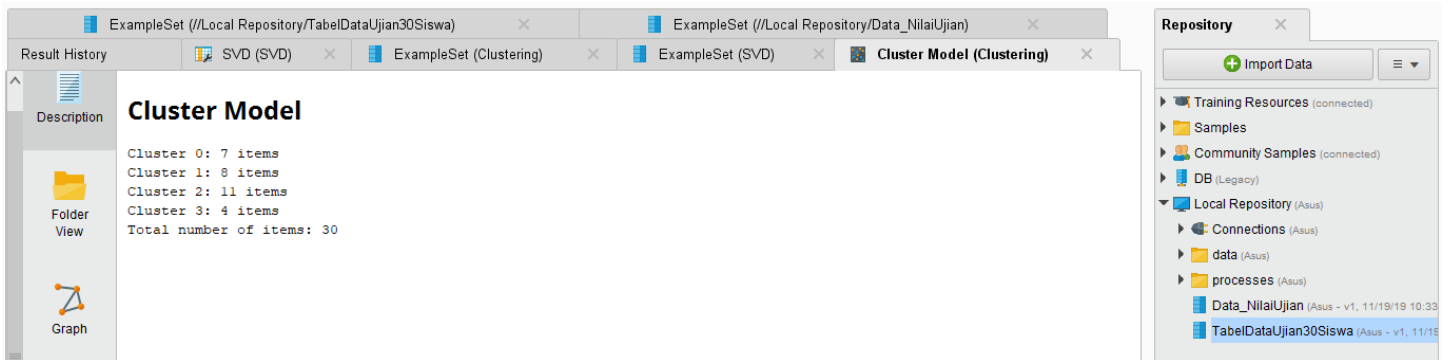 ExampleSet (//Local Repository/TabelDataUjian30Siswa)
ExampleSet (//Local Repository/Data_NilaiUjian)
Result History
SVD (SVD)
ExampleSet (Clustering)
ExampleSet (SVD)
Cluster Model (Clustering)
Description
Folder
View
Graph
Cluster Model
Cluster 0: 7 items
Cluster 1: 8 items
Cluster 2: 11 items
Cluster 3: 4 items
Total number of items: 30
Repository
Import Data
Training Resources (connected)
Samples
Community Samples (connected)
DB (Legacy)
Local Repository (Asus)
Connections (Asus)
data (Asus)
processes (Asus)
Data_NilaiUjian (Asus - v1, 11/19/19 10:33
TabelDataUjian30Siswa (Asus - v1, 11/19